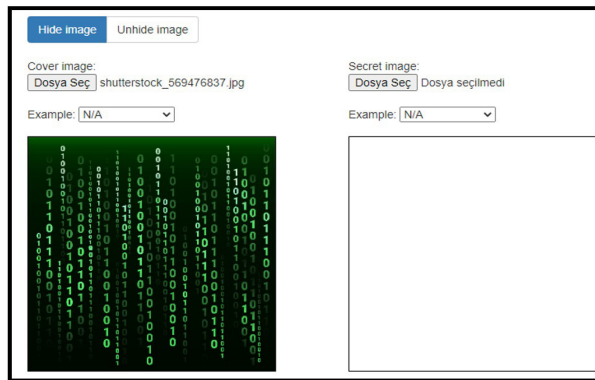 Hide image Unhide image
Cover image: Secret image:
Dosya Seç shutterstock_569476837.jpg Dosya Seç Dosya seçilmedi
Example: N/A Example: N/A